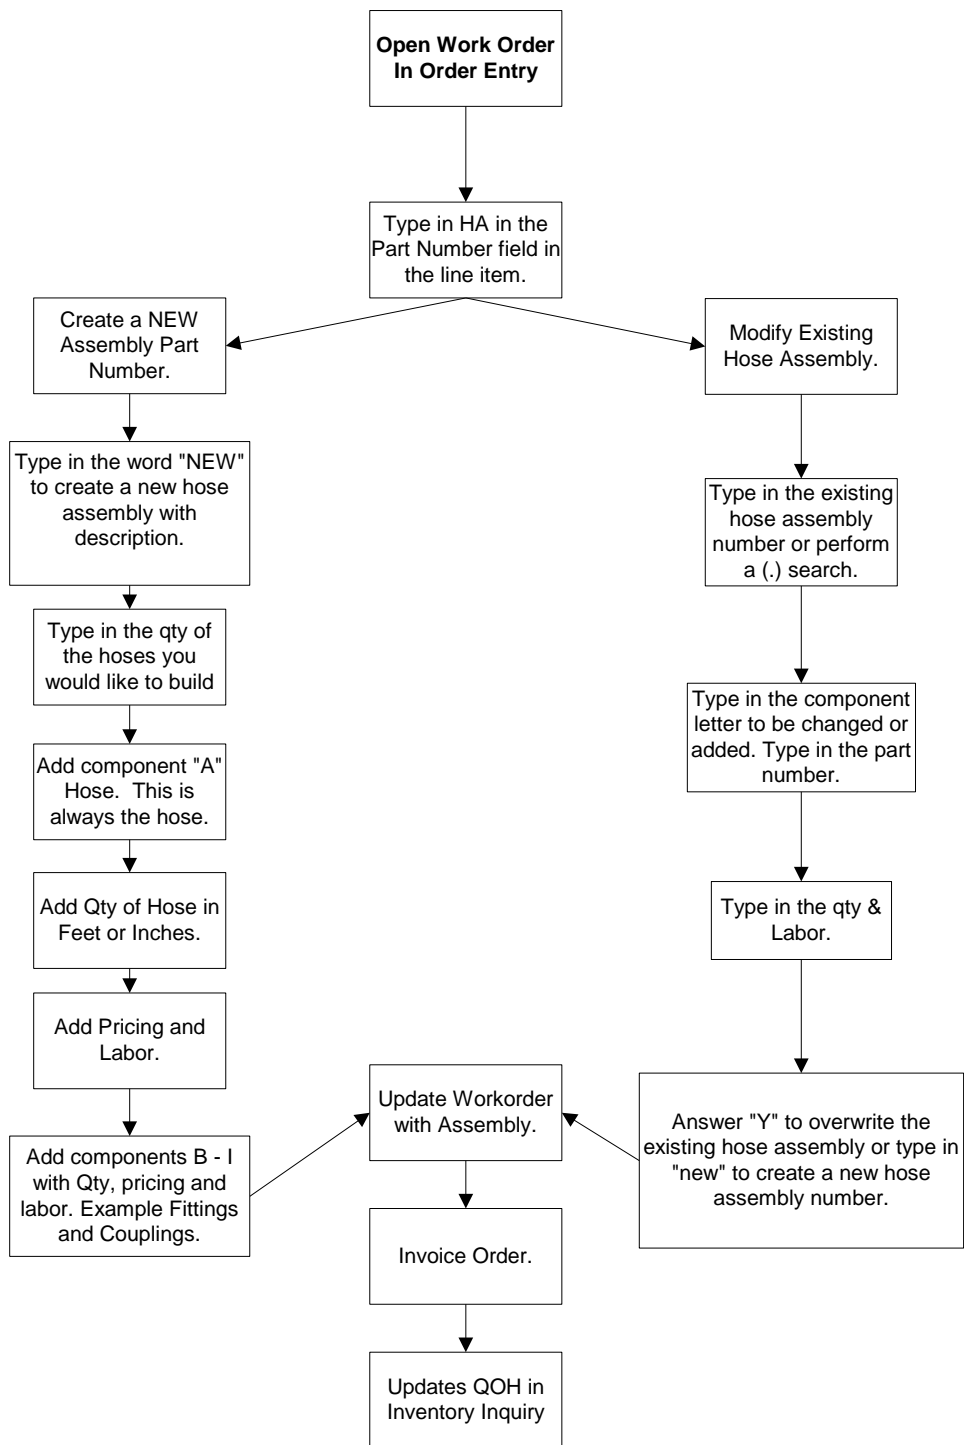 Open Work Order
In Order Entry
Type in HA in the
Part Number field in
the line item.
Create a NEW
Assembly Part
Number.
Modify Existing
Hose Assembly.
Type in the word "NEW"
to create a new hose
assembly with
description.
Type in the existing
hose assembly
number or perform
a (.) search.
Type in the qty of
the hoses you
would like to build
Type in the component
letter to be changed or
added. Type in the part
number.
Add component "A"
Hose.  This is
always the hose.
Add Qty of Hose in
Feet or Inches.
Type in the qty &
Labor.
Add Pricing and
Labor.
Update Workorder
with Assembly.
Answer "Y" to overwrite the
existing hose assembly or type in
"new" to create a new hose
assembly number.
Add components B - I
with Qty, pricing and
labor. Example Fittings
and Couplings.
Invoice Order.
Updates QOH in
Inventory Inquiry